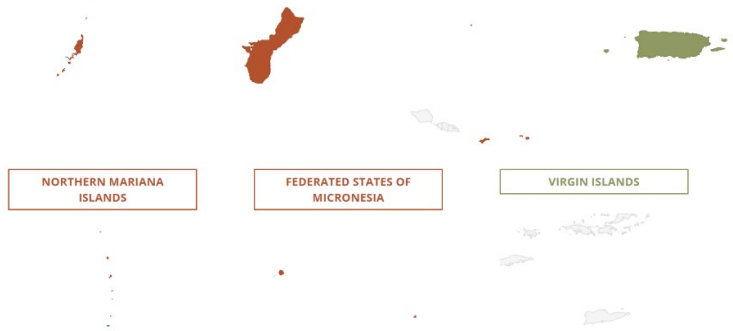 NORTHERN MARIANA
ISLANDS
FEDERATED STATES OF
MICRONESIA
VIRGIN ISLANDS